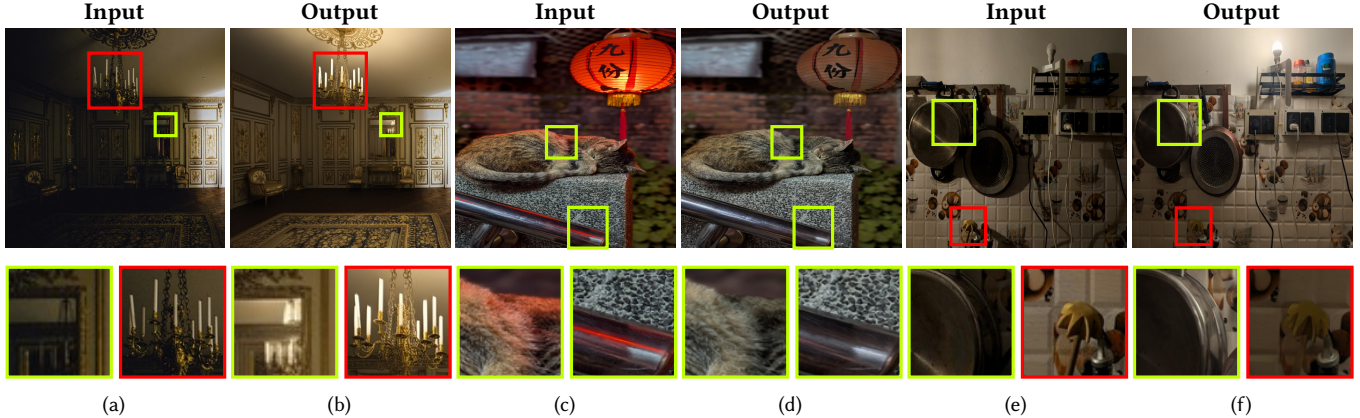 Input Output Input Output Input Output
九
份
九
份
(a) (b) (c) (d) (e) (f)